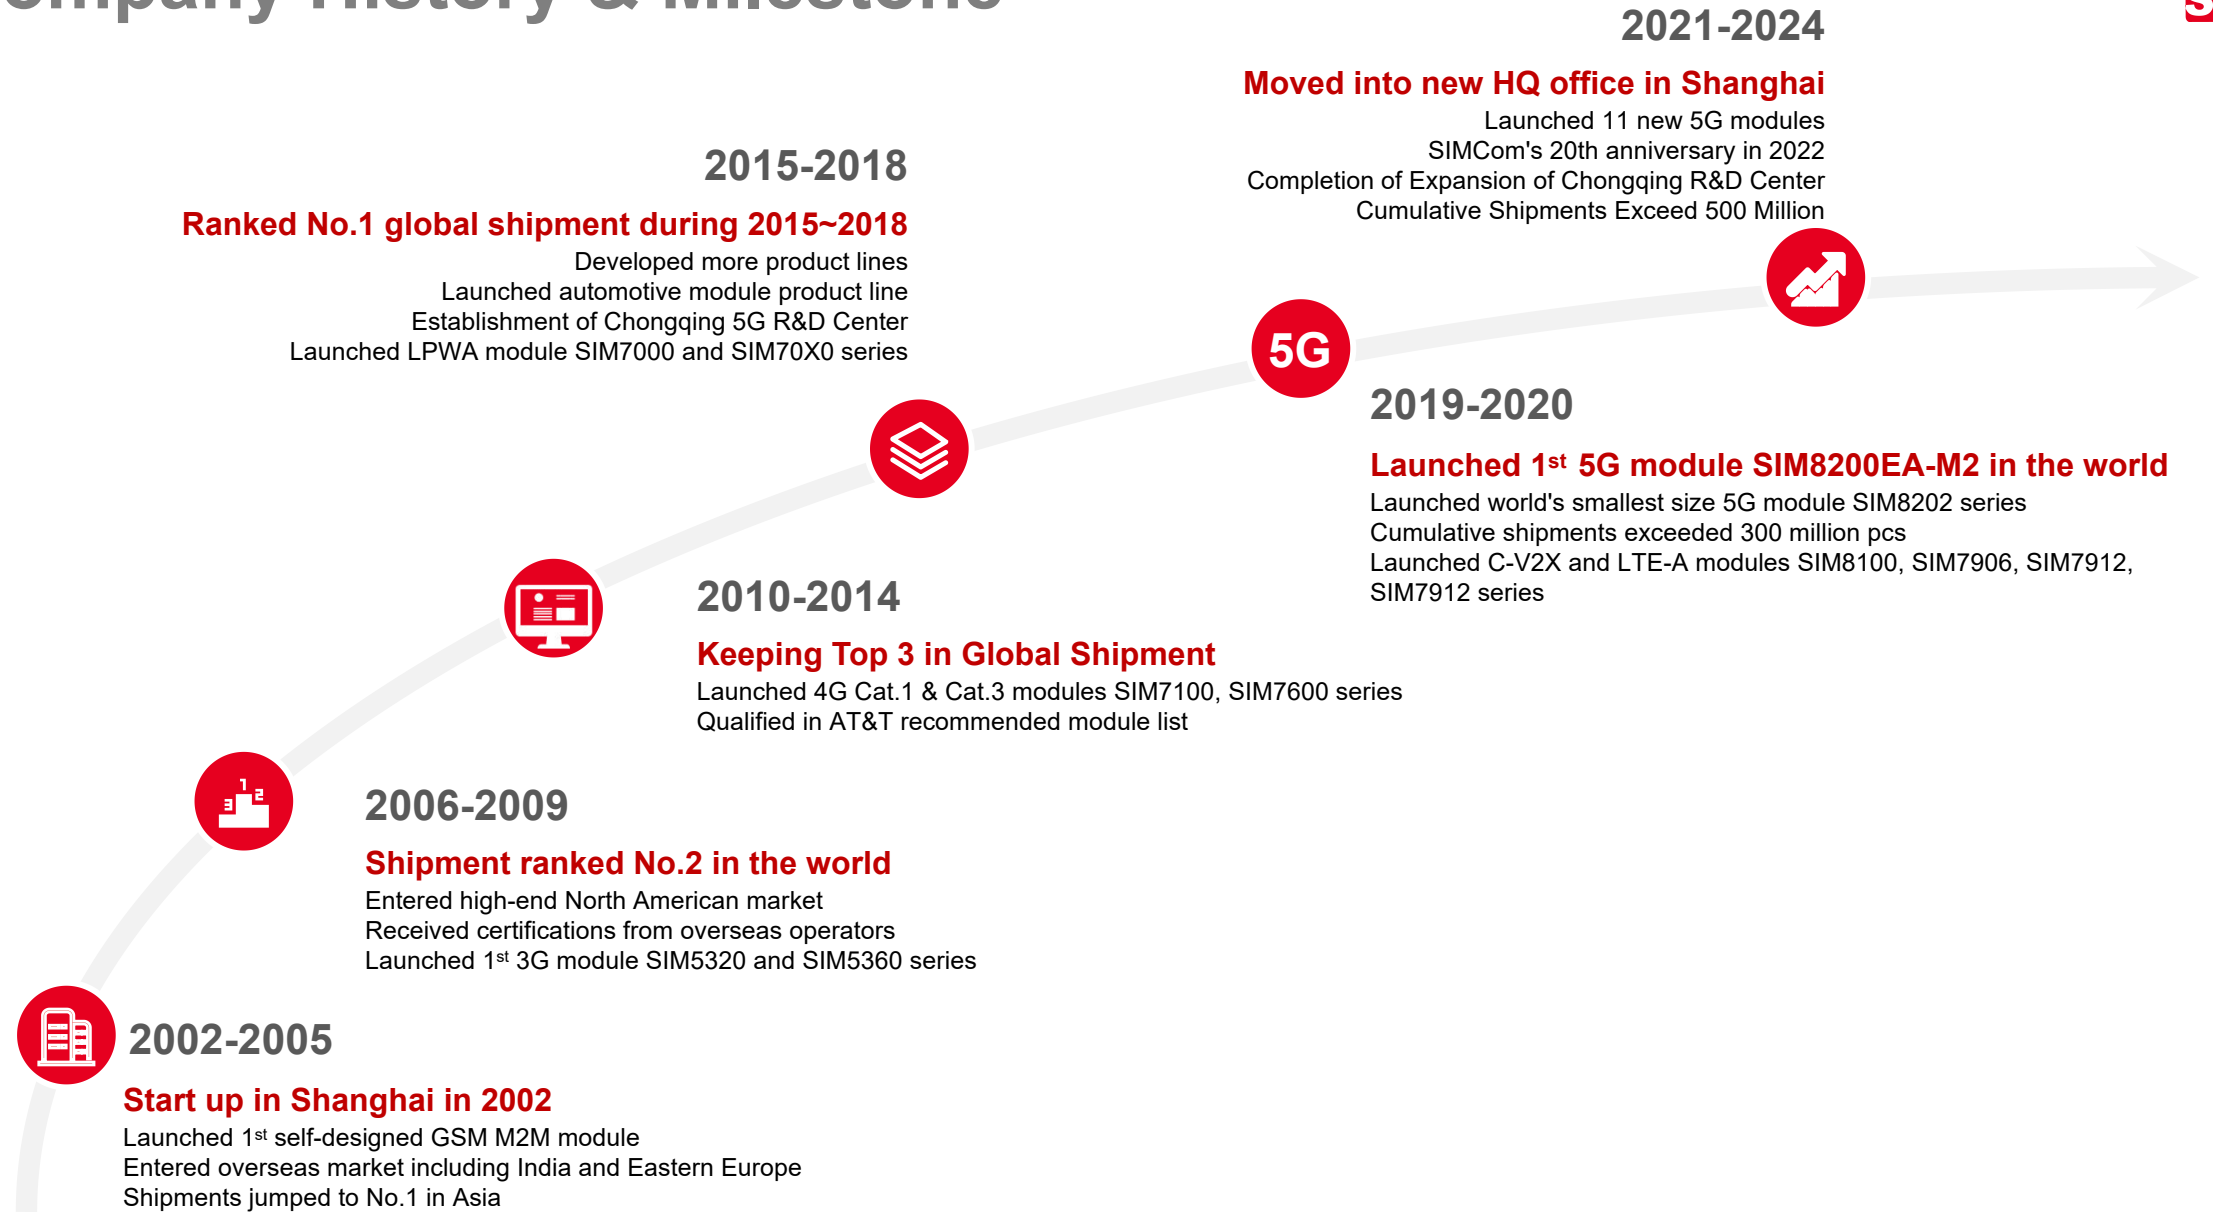 ompany History & Milestone
2021-2024
Moved into new HQ office in Shanghai
Launched 11 new 5G modules
SIMCom's 20th anniversary in 2022
Completion of Expansion of Chongqing R&D Center
Cumulative Shipments Exceed 500 Million
2015-2018
Ranked No.1 global shipment during 2015~2018
Developed more product lines
Launched automotive module product line
Establishment of Chongqing 5G R&D Center
Launched LPWA module SIM7000 and SIM70X0 series
5G
2019-2020
Launched 1st 5G module SIM8200EA-M2 in the world
Launched world's smallest size 5G module SIM8202 series
Cumulative shipments exceeded 300 million pcs
Launched C-V2X and LTE-A modules SIM8100, SIM7906, SIM7912,
SIM7912 series
2010-2014
Keeping Top 3 in Global Shipment
Launched 4G Cat.1 & Cat.3 modules SIM7100, SIM7600 series
Qualified in AT&T recommended module list
1
2
3
2006-2009
Shipment ranked No.2 in the world
Entered high-end North American market
Received certifications from overseas operators
Launched 1st 3G module SIM5320 and SIM5360 series
2002-2005
Start up in Shanghai in 2002
Launched 1st self-designed GSM M2M module
Entered overseas market including India and Eastern Europe
Shipments jumped to No.1 in Asia